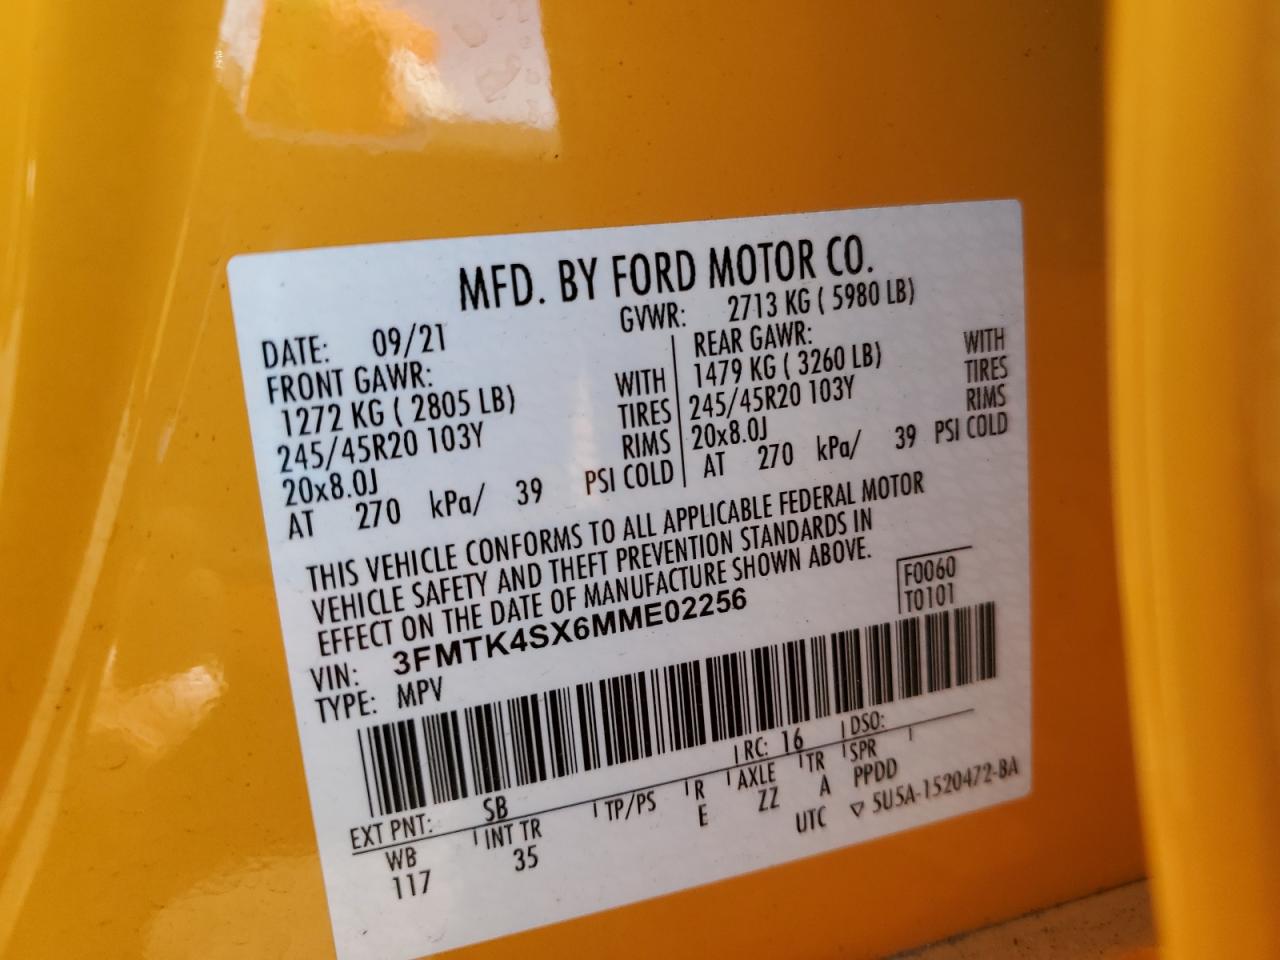 MFD. BY FORD MOTOR CO.
DATE: 09/21 GVWR: 2713 KG ( 5980 LB)
FRONT GAWR: REAR GAWR:
1272 KG ( 2805 LB) WITH 1479 KG ( 3260 LB) WITH
245/45R20 103Y TIRES 245/45R20 103Y TIRES
20x8.0J RIMS 20x8.0J RIMS
AT 270 kPa/ 39 PSI COLD AT 270 kPa/ 39 PSI COLD
THIS VEHICLE CONFORMS TO ALL APPLICABLE FEDERAL MOTOR
VEHICLE SAFETY AND THEFT PREVENTION STANDARDS IN
EFFECT ON THE DATE OF MANUFACTURE SHOWN ABOVE.
VIN: 3FMTK4SX6MME02256 F0060
TYPE: MPV T0101
EXT PNT: SB RC: 16 DSO:
WB INT TR TP/PS R AXLE TR SPR
117 35 E ZZ A PPDD
UTC ▽ 5U5A-1520472-BA